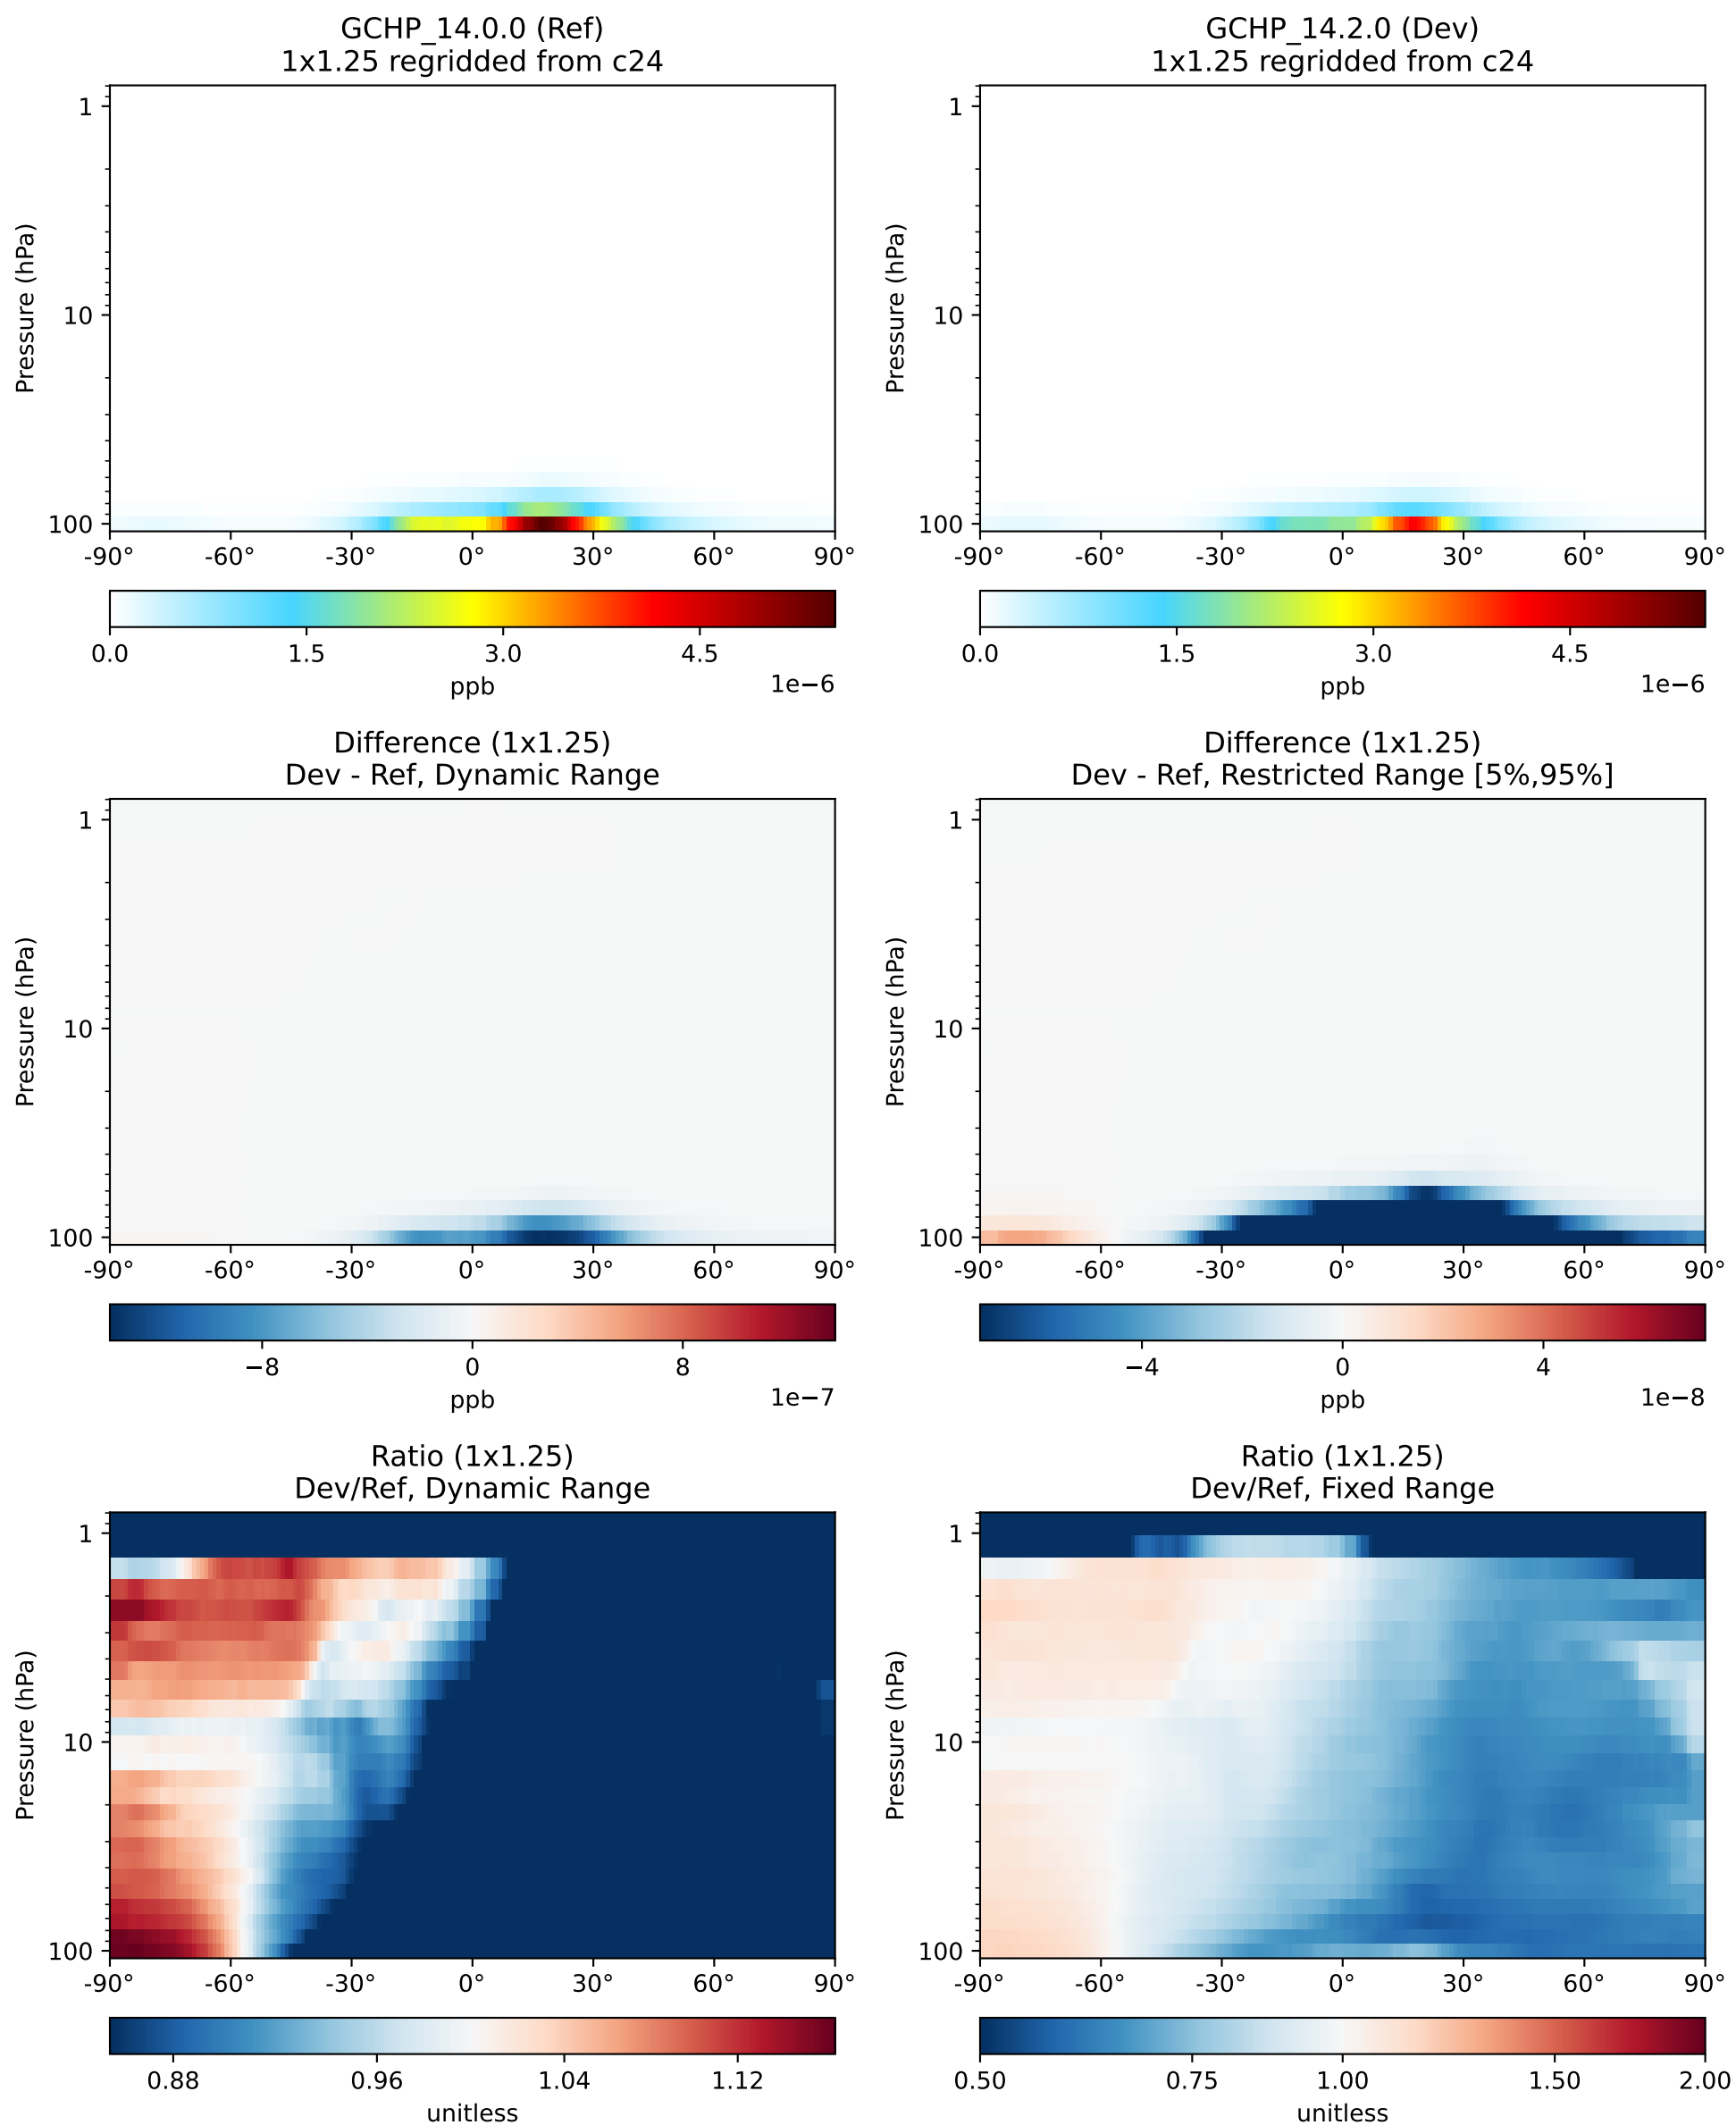 GCHP_14.0.0 (Ref)
1x1.25 regridded from c24
Pressure (hPa)
1
10
100
-90° -60° -30° 0° 30° 60° 90°
0.0 1.5 3.0 4.5
ppb 1e−6
GCHP_14.2.0 (Dev)
1x1.25 regridded from c24
Pressure (hPa)
1
10
100
-90° -60° -30° 0° 30° 60° 90°
0.0 1.5 3.0 4.5
ppb 1e−6
Difference (1x1.25)
Dev - Ref, Dynamic Range
Pressure (hPa)
1
10
100
-90° -60° -30° 0° 30° 60° 90°
−8 0 8
ppb 1e−7
Difference (1x1.25)
Dev - Ref, Restricted Range [5%,95%]
Pressure (hPa)
1
10
100
-90° -60° -30° 0° 30° 60° 90°
−4 0 4
ppb 1e−8
Ratio (1x1.25)
Dev/Ref, Dynamic Range
Pressure (hPa)
1
10
100
-90° -60° -30° 0° 30° 60° 90°
0.88 0.96 1.04 1.12
unitless
Ratio (1x1.25)
Dev/Ref, Fixed Range
Pressure (hPa)
1
10
100
-90° -60° -30° 0° 30° 60° 90°
0.50 0.75 1.00 1.50 2.00
unitless